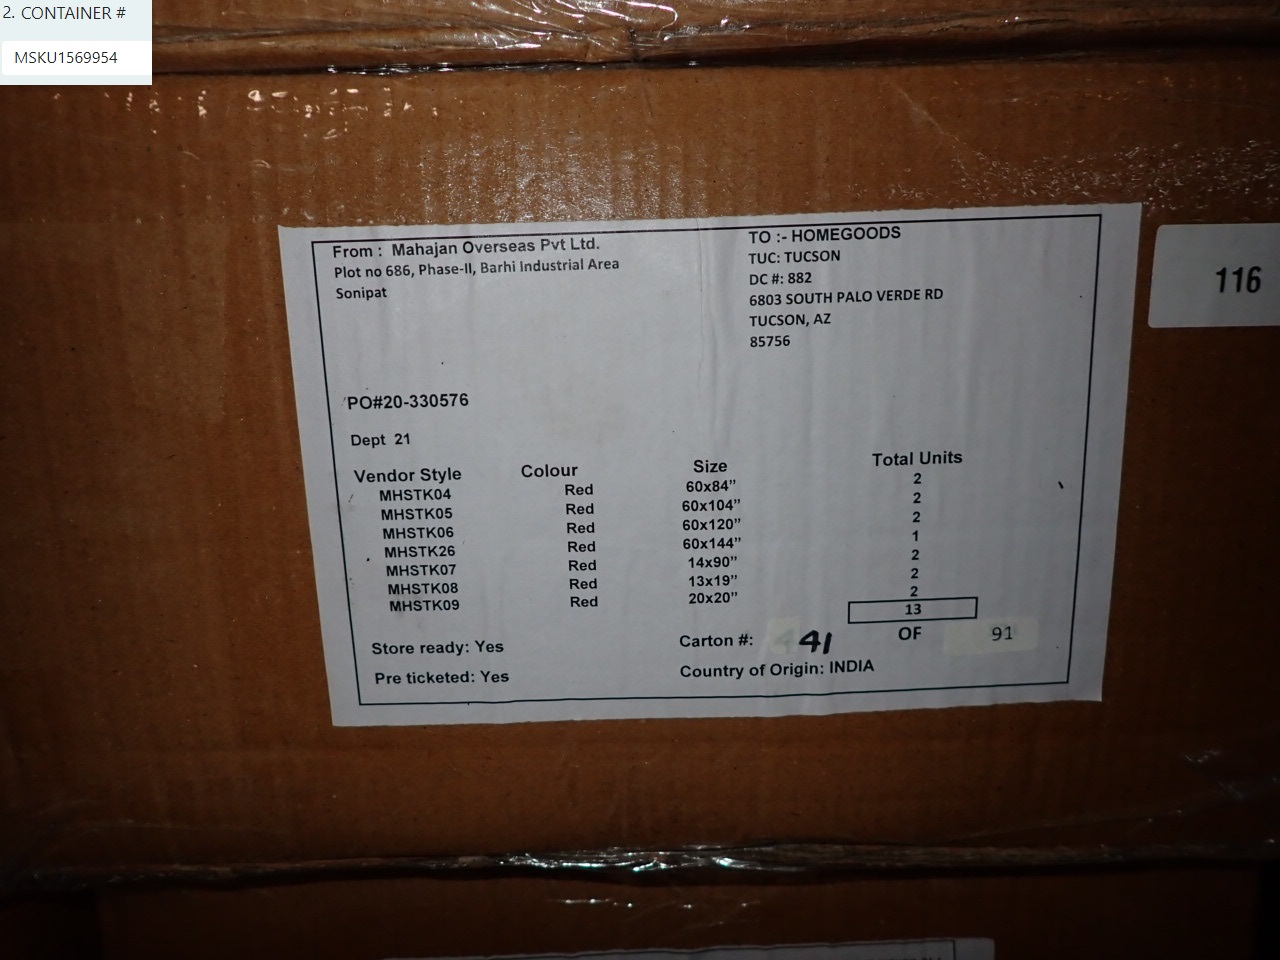 2. CONTAINER #
MSKU1569954
From : Mahajan Overseas Pvt Ltd.
Plot no 686, Phase-II, Barhi Industrial Area
Sonipat
TO :- HOMEGOODS
TUC: TUCSON
DC #: 882
6803 SOUTH PALO VERDE RD
TUCSON, AZ
85756
116
PO#20-330576
Dept 21
Vendor Style Colour Size Total Units
MHSTK04 Red 60x84” 2
MHSTK05 Red 60x104” 2
MHSTK06 Red 60x120” 2
MHSTK26 Red 60x144” 1
MHSTK07 Red 14x90” 2
MHSTK08 Red 13x19” 2
MHSTK09 Red 20x20” 2
13
Store ready: Yes Carton #: 41 OF 91
Pre ticketed: Yes Country of Origin: INDIA